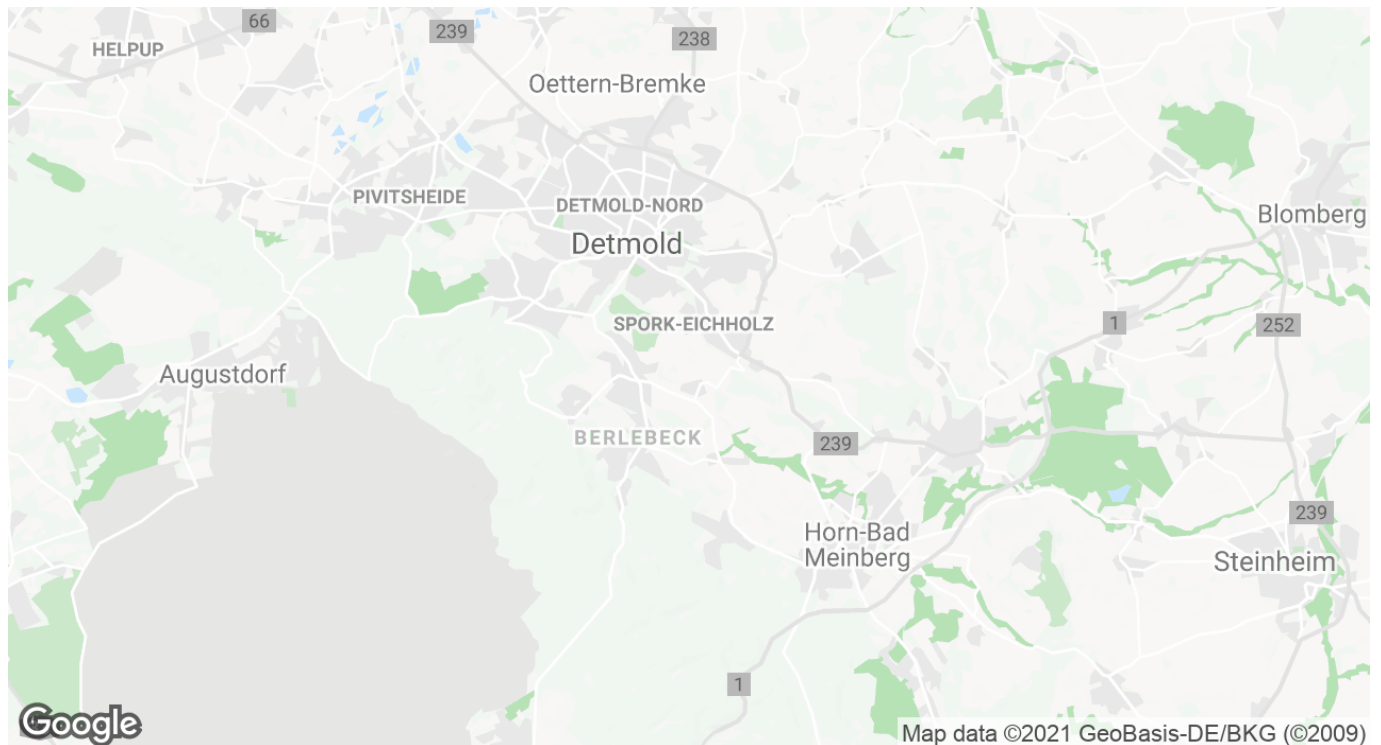 66
239
238
HELPUP
Oettern-Bremke
PIVITSHEIDE
DETMOLD-NORD
Blomberg
Detmold
SPORK-EICHHOLZ
1
252
Augustdorf
BERLEBECK
239
239
Horn-Bad
Meinberg
Steinheim
1
Google
Map data ©2021 GeoBasis-DE/BKG (©2009)